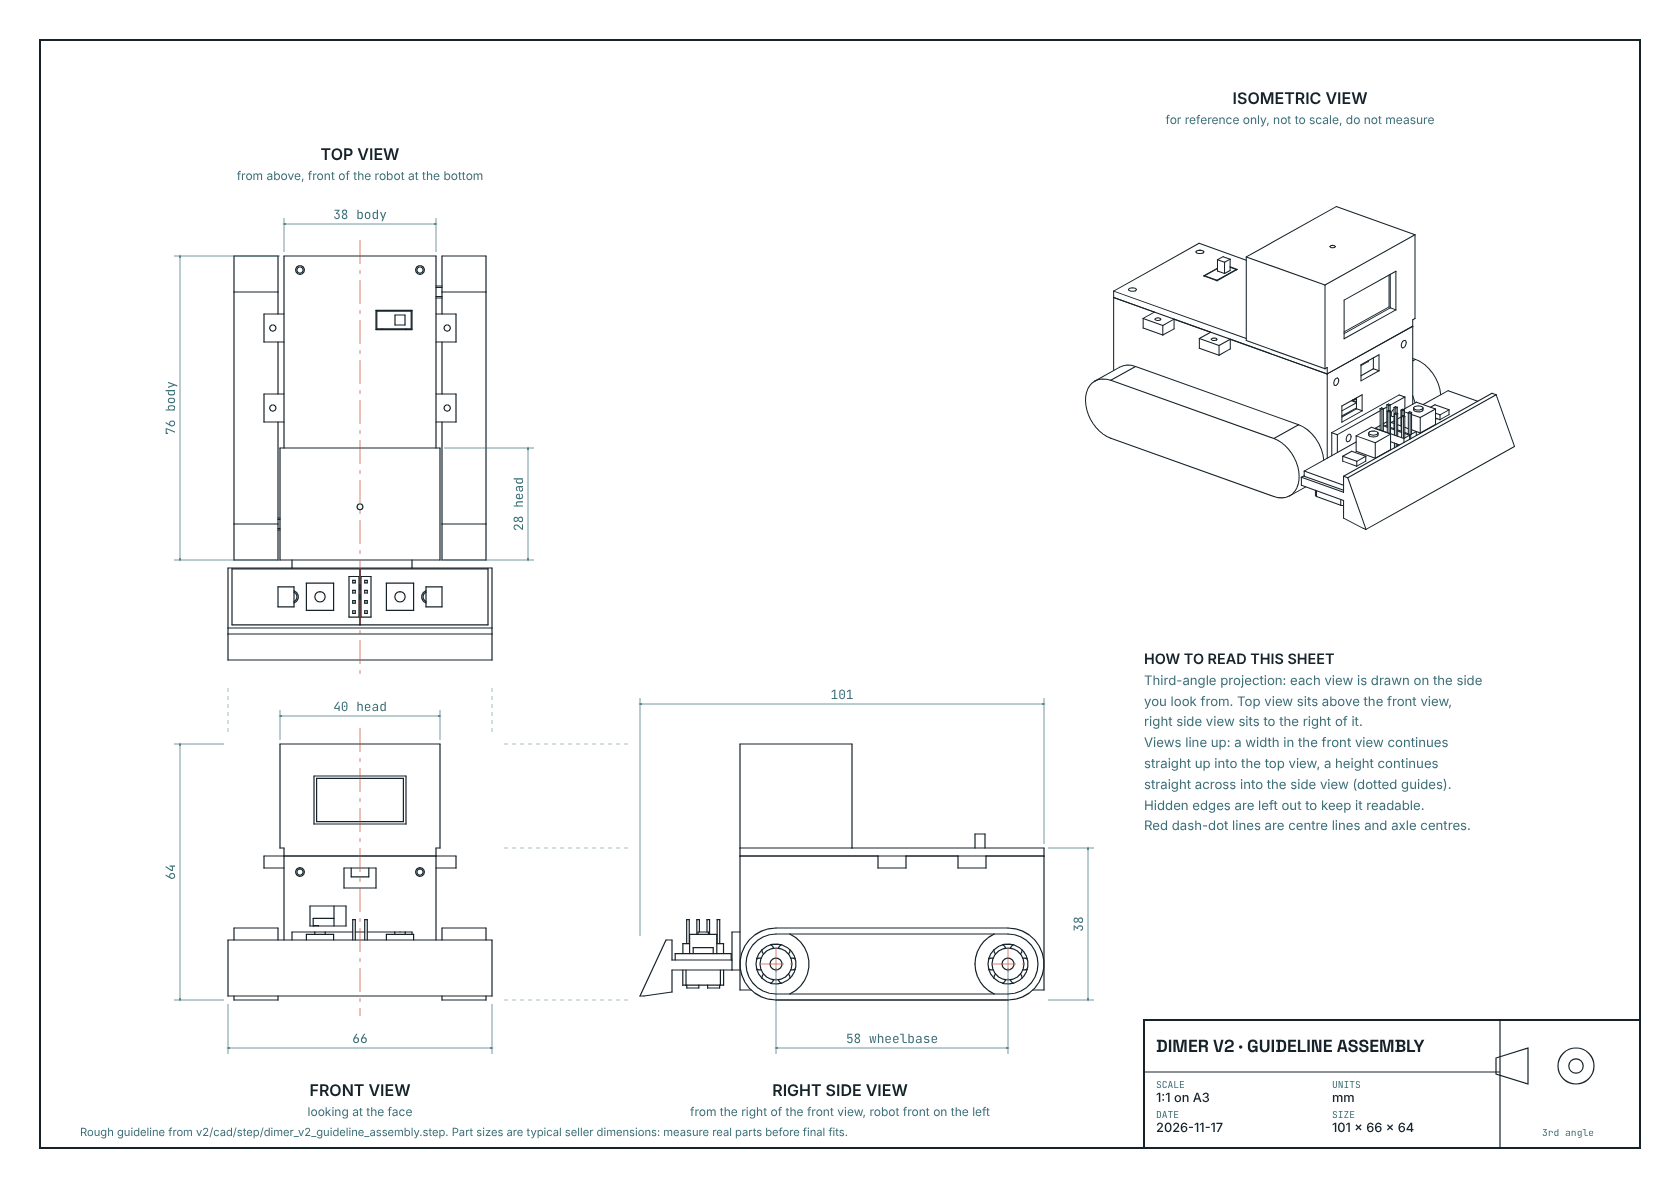 ISOMETRIC VIEW
for reference only, not to scale, do not measure
TOP VIEW
from above, front of the robot at the bottom
38 body
76 body
28 head
HOW TO READ THIS SHEET
Third-angle projection: each view is drawn on the side
you look from. Top view sits above the front view,
right side view sits to the right of it.
Views line up: a width in the front view continues
straight up into the top view, a height continues
straight across into the side view (dotted guides).
Hidden edges are left out to keep it readable.
Red dash-dot lines are centre lines and axle centres.
40 head
64
66
101
38
58 wheelbase
FRONT VIEW
looking at the face
RIGHT SIDE VIEW
from the right of the front view, robot front on the left
Rough guideline from v2/cad/step/dimer_v2_guideline_assembly.step. Part sizes are typical seller dimensions: measure real parts before final fits.
DIMER V2 · GUIDELINE ASSEMBLY
SCALE
1:1 on A3
UNITS
mm
DATE
2026-11-17
SIZE
101 × 66 × 64
3rd angle